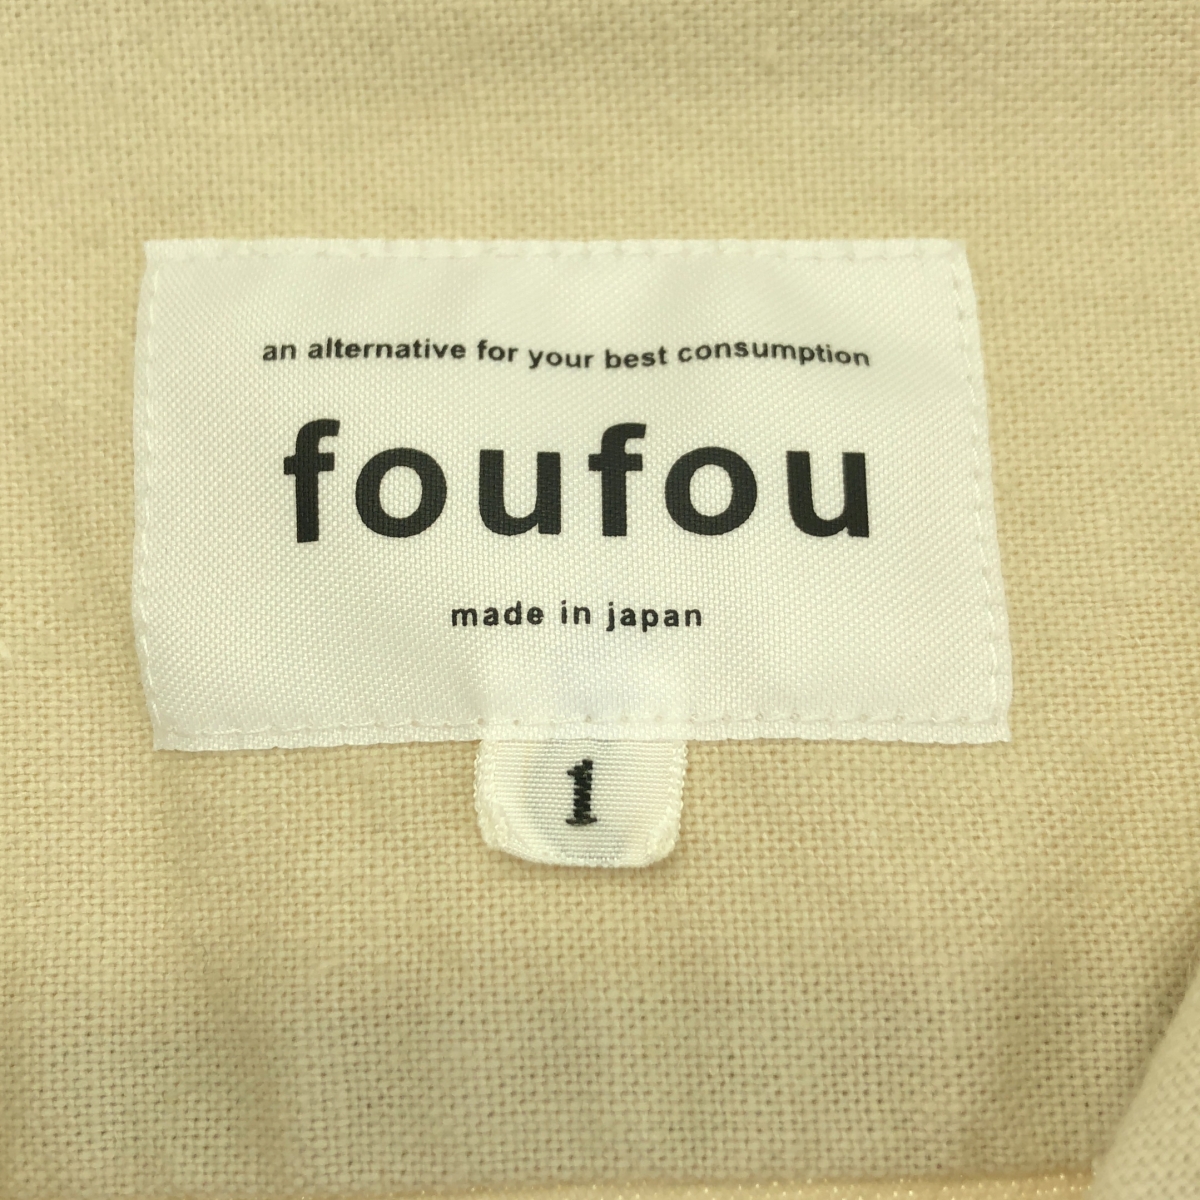 an alternative for your best consumption
foufou
made in japan
1